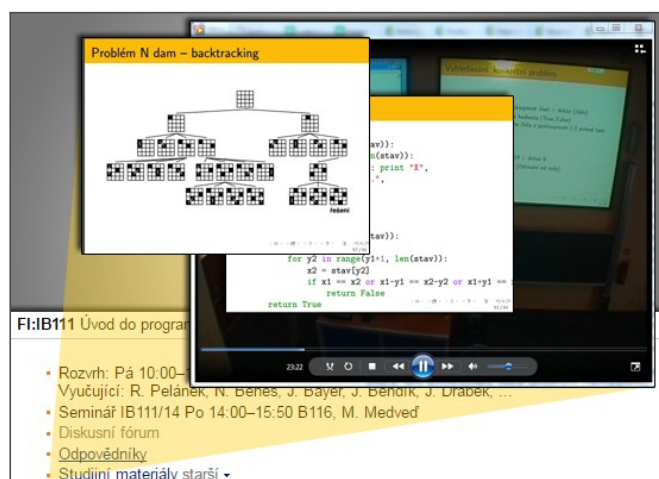 Problém N dam – backtracking
řešení
Vyhledávání: konkrétní problém
stav)):
n(stav)):
: print "X",
".",
stav)):
for y2 in range(y1+1, len(stav)):
x2 = stav[y2]
if x1 == x2 or x1-y1 == x2-y2 or x1+y1 ==
return False
return True
23:22
FI:IB111 Úvod do progra
Rozvrh: Pá 10:00–1
Vyučující: R. Pelánek, N. Beneš, J. Bayer, J. Bendík, J. Drábek, ...
Seminář IB111/14 Po 14:00–15:50 B116, M. Medveď
Diskusní fórum
Odpovědníky
Studijní materiály starší